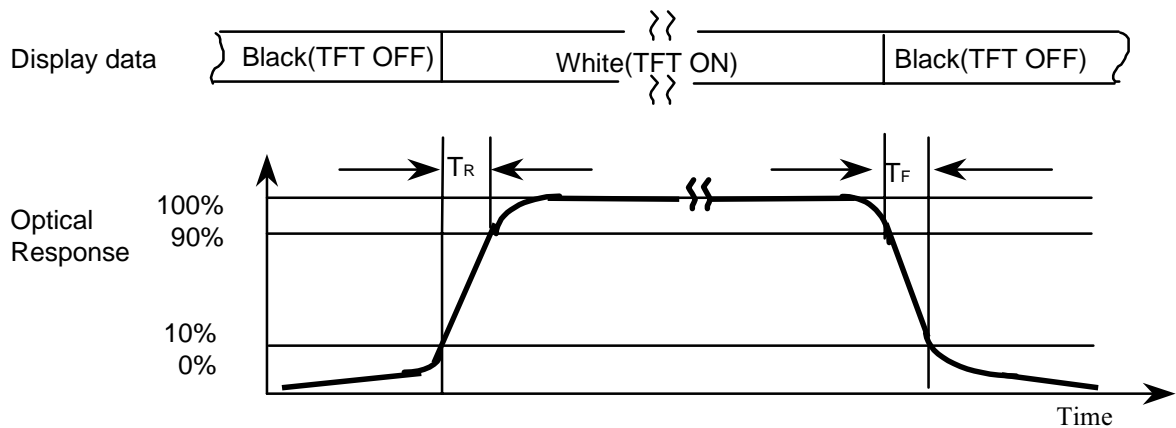 Display data
Black(TFT OFF)
White(TFT ON)
Black(TFT OFF)
TR
TF
Optical
Response
100%
90%
10%
0%
Time